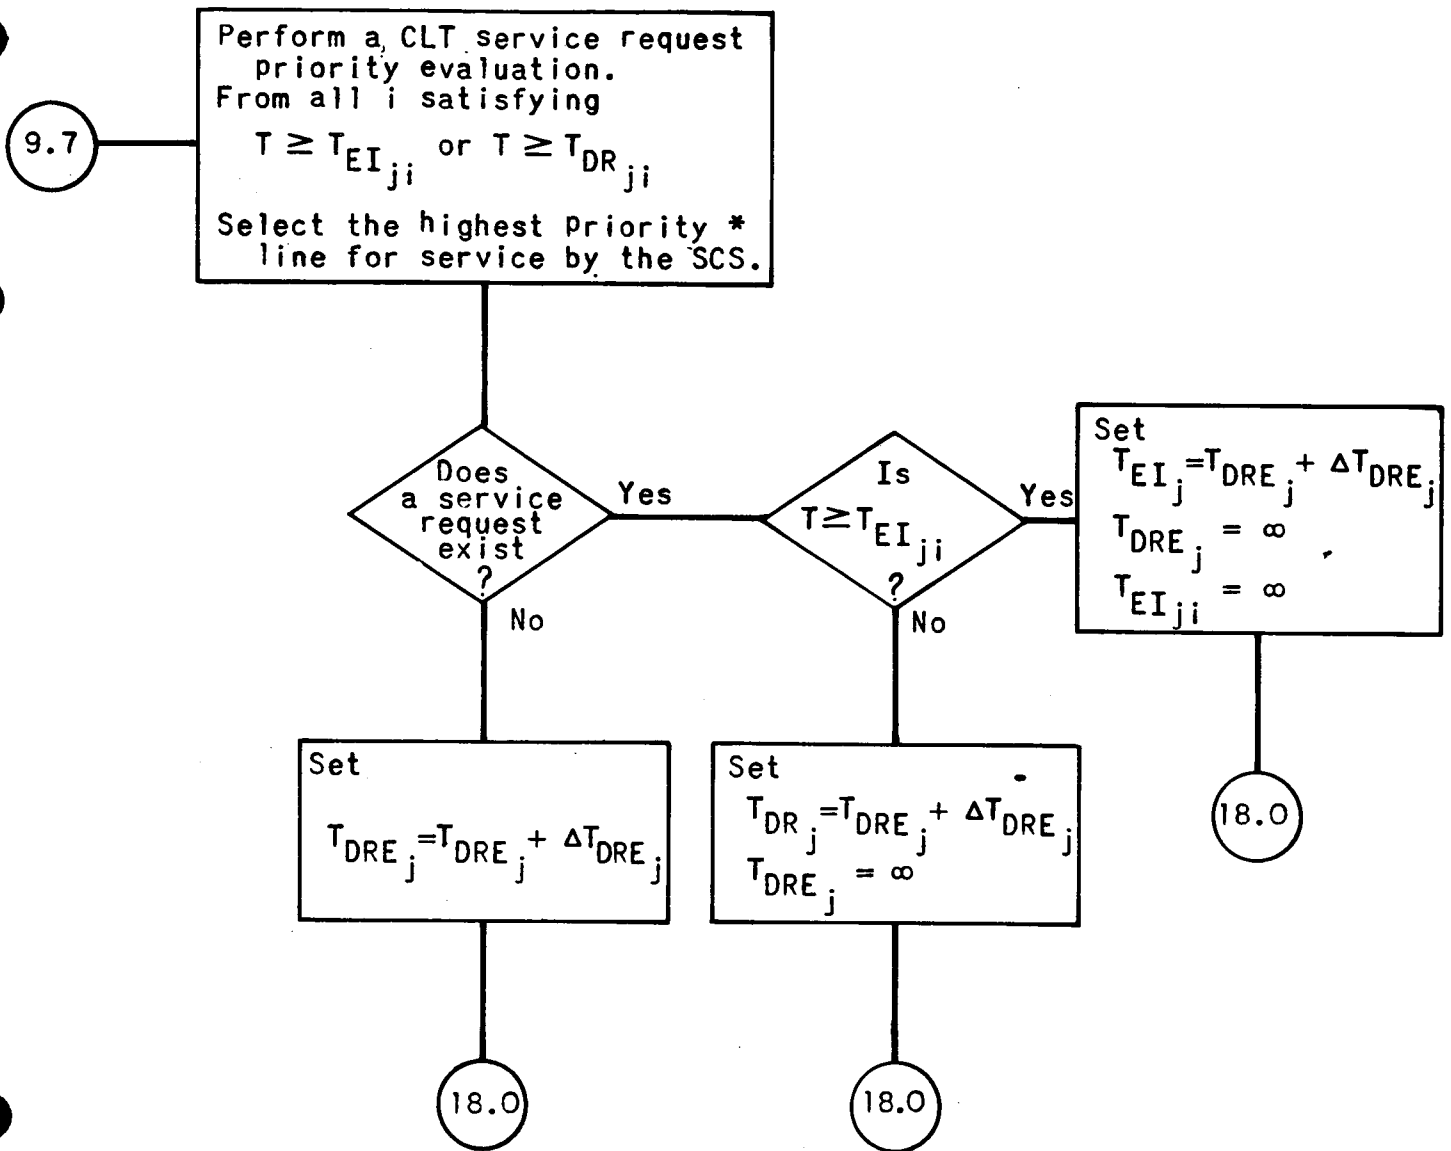 Perform a CLT service request
priority evaluation.
From all i satisfying
T ≥ T_EI_ji or T ≥ T_DR_ji
Select the highest Priority *
line for service by the SCS.
9.7
Does
a service
request
exist
?
Yes
No
Is
T≥T_EI_ji
?
Yes
No
Set
T_EI_j=T_DRE_j + ΔT_DRE_j
T_DRE_j = ∞
T_EI_ji = ∞
18.0
Set
T_DRE_j=T_DRE_j + ΔT_DRE_j
18.0
Set
T_DR_j=T_DRE_j + ΔT_DRE_j
T_DRE_j = ∞
18.0